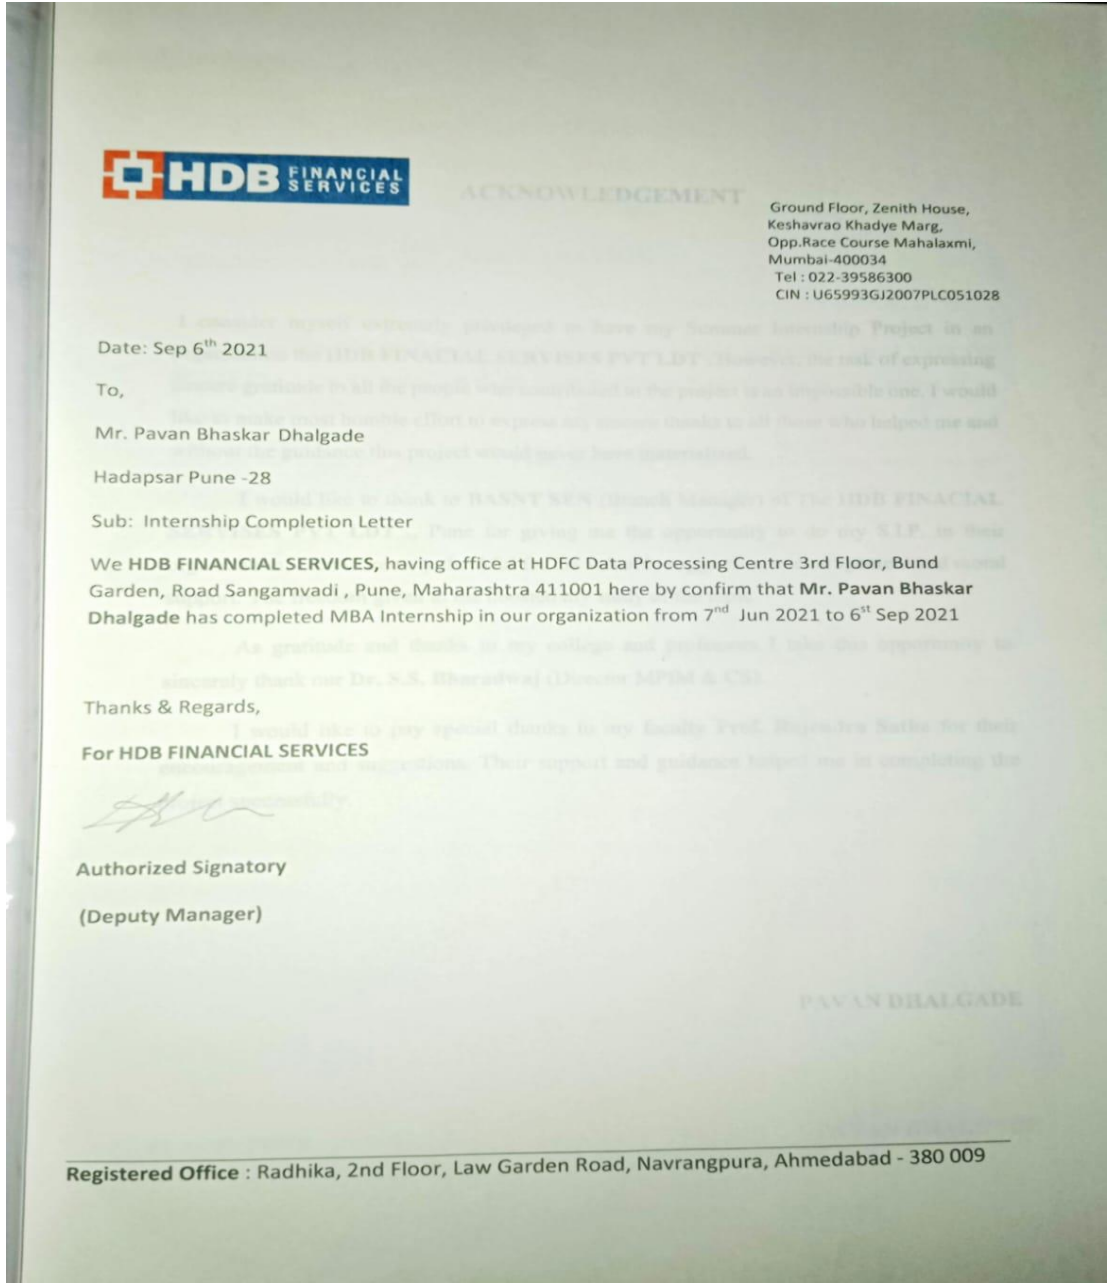 HDB FINANCIAL
SERVICES
ACKNOWLEDGEMENT
Ground Floor, Zenith House,
Keshavrao Khadye Marg,
Opp.Race Course Mahalaxmi,
Mumbai-400034
Tel : 022-39586300
CIN : U65993GJ2007PLC051028
Date: Sep 6th 2021
To,
Mr. Pavan Bhaskar Dhalgade
Hadapsar Pune -28
Sub: Internship Completion Letter
We HDB FINANCIAL SERVICES, having office at HDFC Data Processing Centre 3rd Floor, Bund
Garden, Road Sangamvadi , Pune, Maharashtra 411001 here by confirm that Mr. Pavan Bhaskar
Dhalgade has completed MBA Internship in our organization from 7nd Jun 2021 to 6st Sep 2021
Thanks & Regards,
For HDB FINANCIAL SERVICES
Authorized Signatory
(Deputy Manager)
PAVAN DHALGADE
Registered Office : Radhika, 2nd Floor, Law Garden Road, Navrangpura, Ahmedabad - 380 009